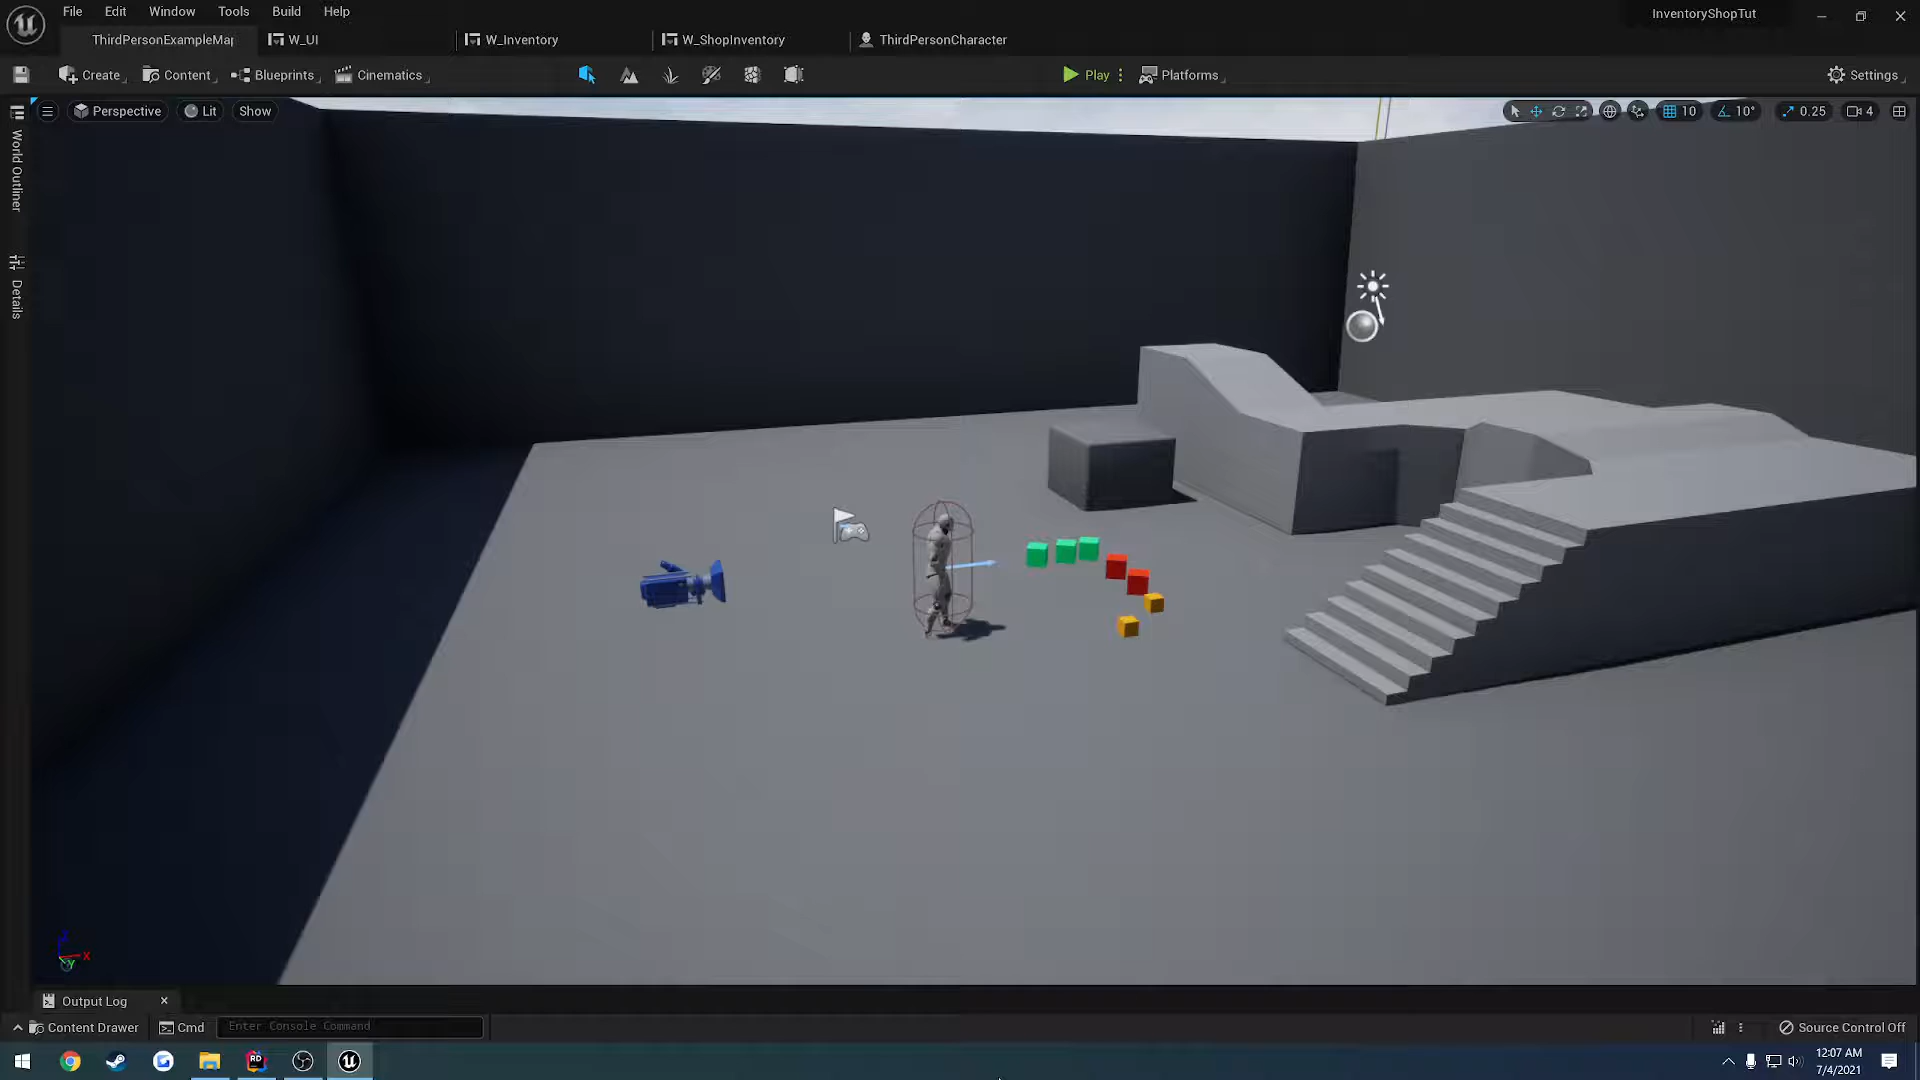 File Edit Window Tools Build Help
InventoryShopTut
ThirdPersonExampleMap W_UI W_Inventory W_ShopInventory ThirdPersonCharacter
Create Content Blueprints Cinematics Play Platforms Settings
Perspective Lit Show 10 10° 0.25 4
World Outliner
Details
Z X Y
Output Log
Content Drawer Cmd Enter Console Command Source Control Off
RD
12:07 AM
7/4/2021